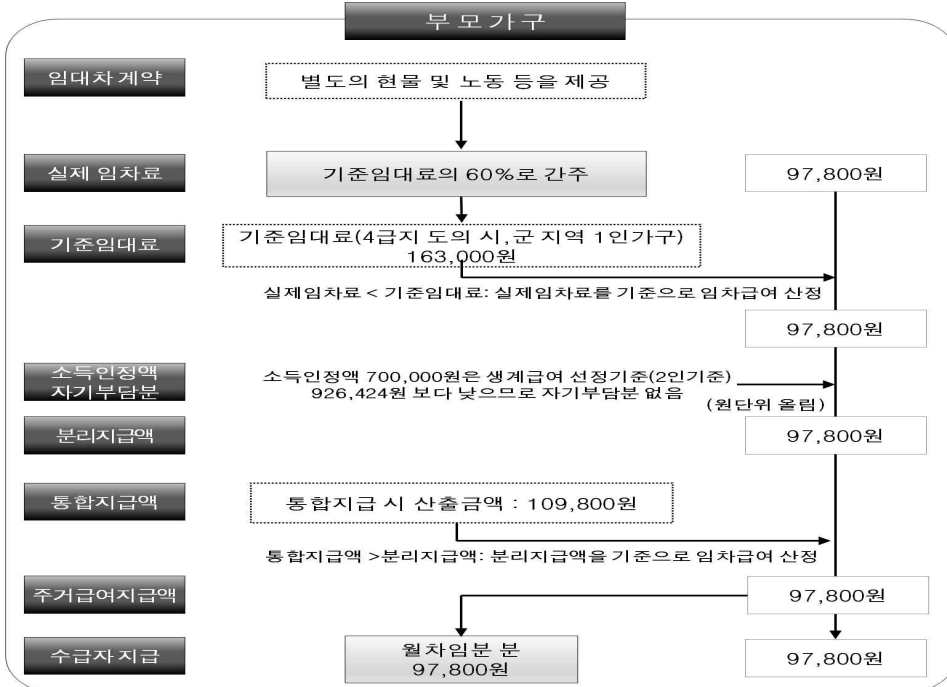 부모가구
임대차계약
별도의 현물 및 노동 등을 제공
실제 임차료
기준임대료의 60%로 간주
97,800원
기준임대료
기준임대료(4급지 도의 시,군 지역 1인가구)
163,000원
실제임차료 < 기준임대료: 실제임차료를 기준으로 임차급여 산정
97,800원
소득인정액
자기부담분
소득인정액 700,000원은 생계급여 선정기준(2인기준)
926,424원 보다 낮으므로 자기부담분 없음
(원단위 올림)
분리지급액
97,800원
통합지급액
통합지급 시 산출금액 : 109,800원
통합지급액 >분리지급액: 분리지급액을 기준으로 임차급여 산정
주거급여지급액
97,800원
수급자지급
월차임분 분
97,800원
97,800원